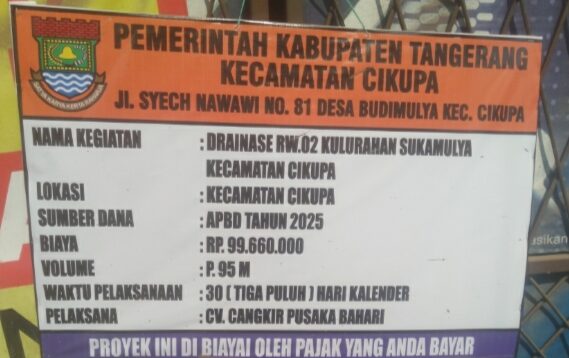 PEMERINTAH KABUPATEN TANGERANG
KECAMATAN CIKUPA
Jl. SYECH NAWAWI NO. 81 DESA BUDIMULYA KEC. CIKUPA
NAMA KEGIATAN : DRAINASE RW.02 KULURAHAN SUKAMULYA
KECAMATAN CIKUPA
LOKASI : KECAMATAN CIKUPA
SUMBER DANA : APBD TAHUN 2025
BIAYA : RP. 99.660.000
VOLUME : P. 95 M
WAKTU PELAKSANAAN : 30 ( TIGA PULUH ) HARI KALENDER
PELAKSANA : CV. CANGKIR PUSAKA BAHARI
PROYEK INI DI BIAYAI OLEH PAJAK YANG ANDA BAYAR